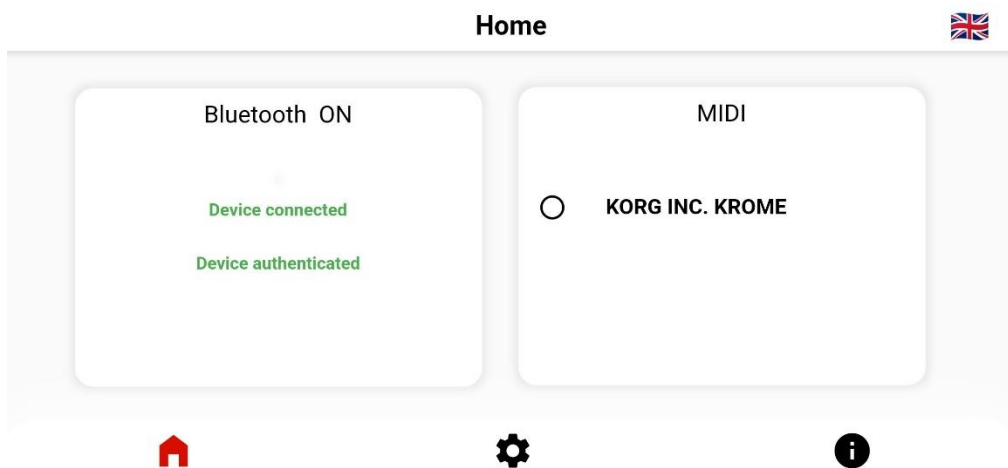 Home
Bluetooth ON
Device connected
Device authenticated
MIDI
KORG INC. KROME